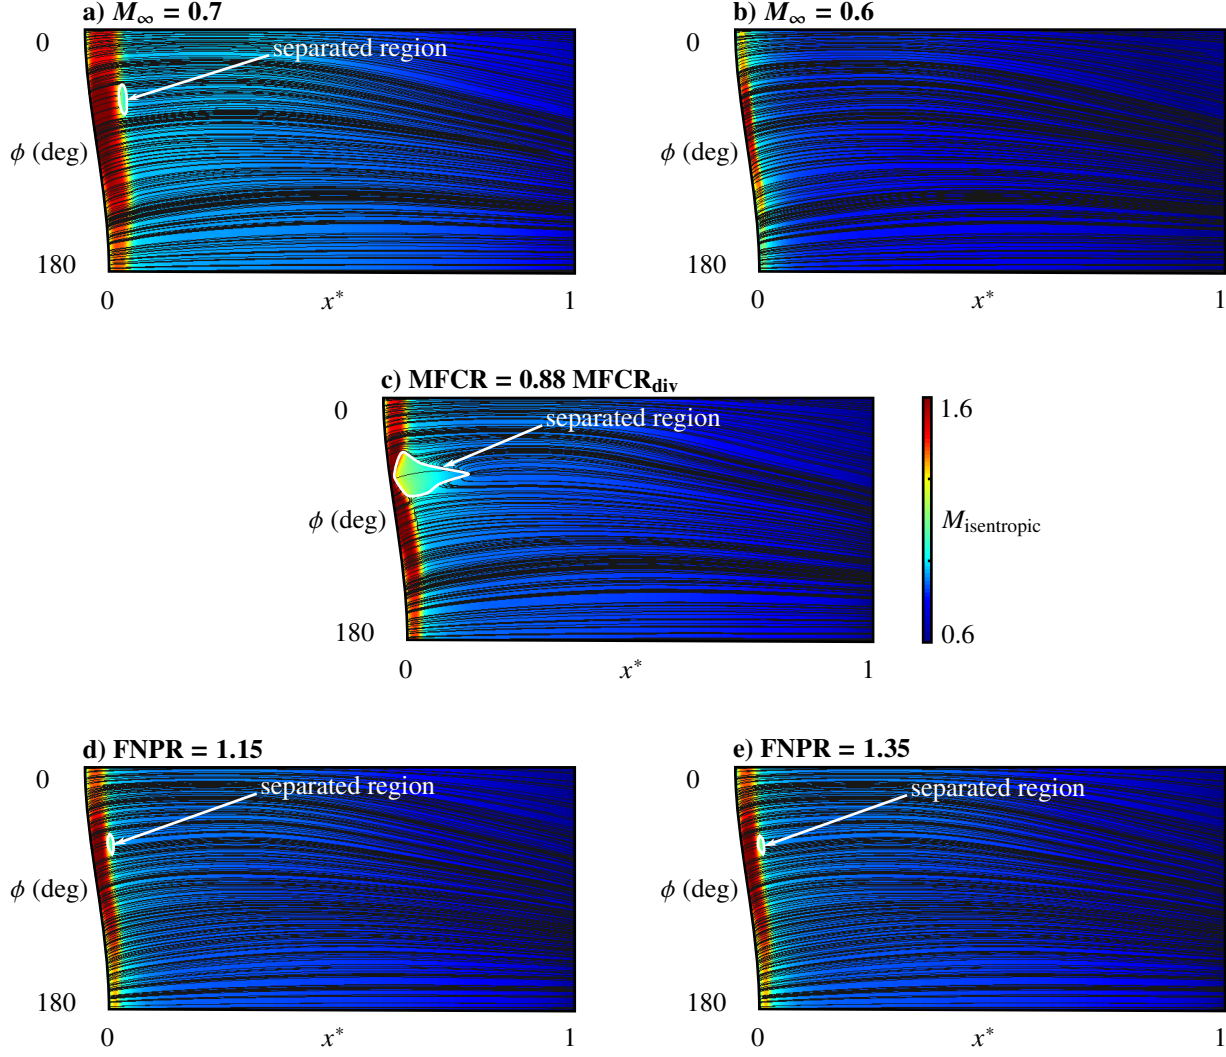 a) M∞ = 0.7
b) M∞ = 0.6
0
separated region
ϕ (deg)
180
0
x*
1
0
ϕ (deg)
180
0
x*
1
c) MFCR = 0.88 MFCRdiv
0
separated region
ϕ (deg)
180
0
x*
1
1.6
Misentropic
0.6
d) FNPR = 1.15
e) FNPR = 1.35
0
separated region
ϕ (deg)
180
0
x*
1
0
separated region
ϕ (deg)
180
0
x*
1